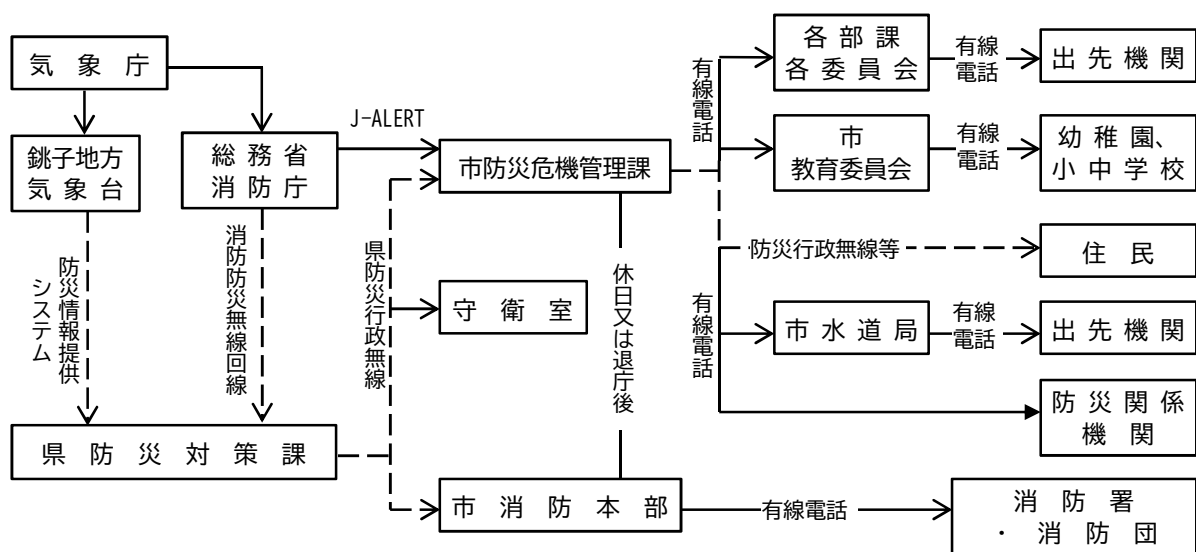 気象庁
銚子地方
気象台
総務省
消防庁
J-ALERT
防災情報提供
システム
消防防災無線回線
県防災対策課
県防災行政無線
市防災危機管理課
守衛室
休日又は退庁後
市消防本部
有線電話
有線電話
各部課
各委員会
有線
電話
出先機関
市
教育委員会
有線
電話
幼稚園、
小中学校
防災行政無線等
住民
市水道局
有線
電話
出先機関
防災関係
機関
有線電話
消防署
・消防団